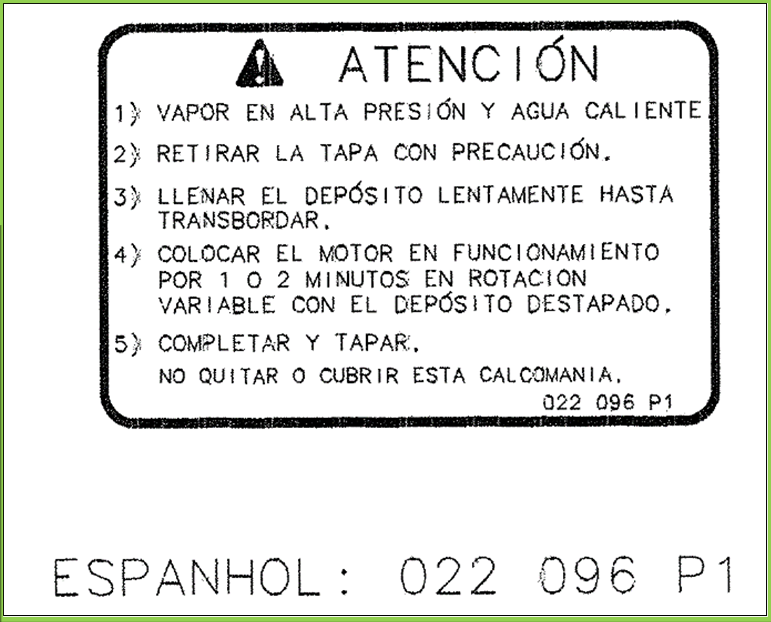 ATENCIÓN
1) VAPOR EN ALTA PRESIÓN Y AGUA CALIENTE
2) RETIRAR LA TAPA CON PRECAUCIÓN.
3) LLENAR EL DEPÓSITO LENTAMENTE HASTA
TRANSBORDAR.
4) COLOCAR EL MOTOR EN FUNCIONAMIENTO
POR 1 O 2 MINUTOS EN ROTACION
VARIABLE CON EL DEPÓSITO DESTAPADO.
5) COMPLETAR Y TAPAR.
NO QUITAR O CUBRIR ESTA CALCOMANIA.
022 096 P1
ESPANHOL: 022 096 P1